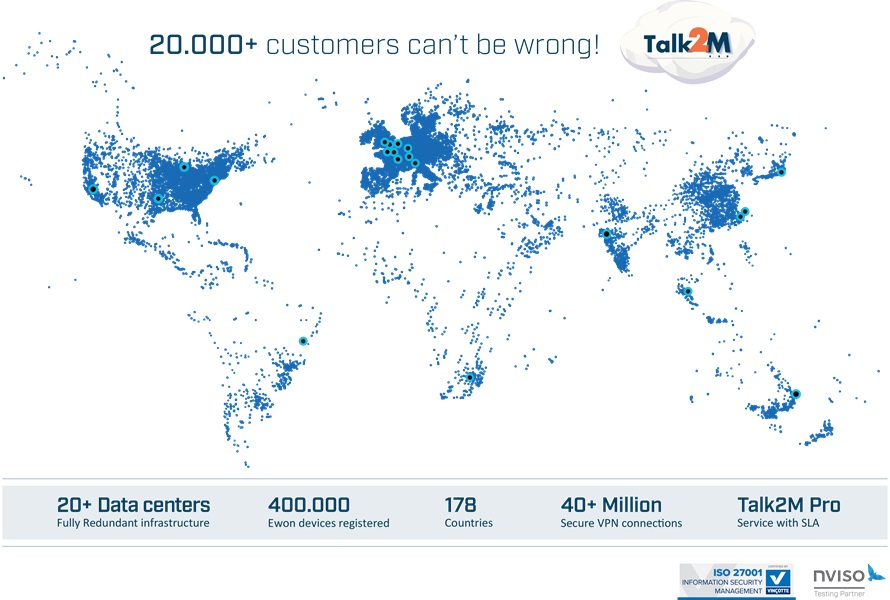 20.000+ customers can't be wrong!
Talk2M
20+ Data centers
Fully Redundant infrastructure
400.000
Ewon devices registered
178
Countries
40+ Million
Secure VPN connections
Talk2M Pro
Service with SLA
ISO 27001
INFORMATION SECURITY
MANAGEMENT
VINÇOTTE
nviso
Testing Partner